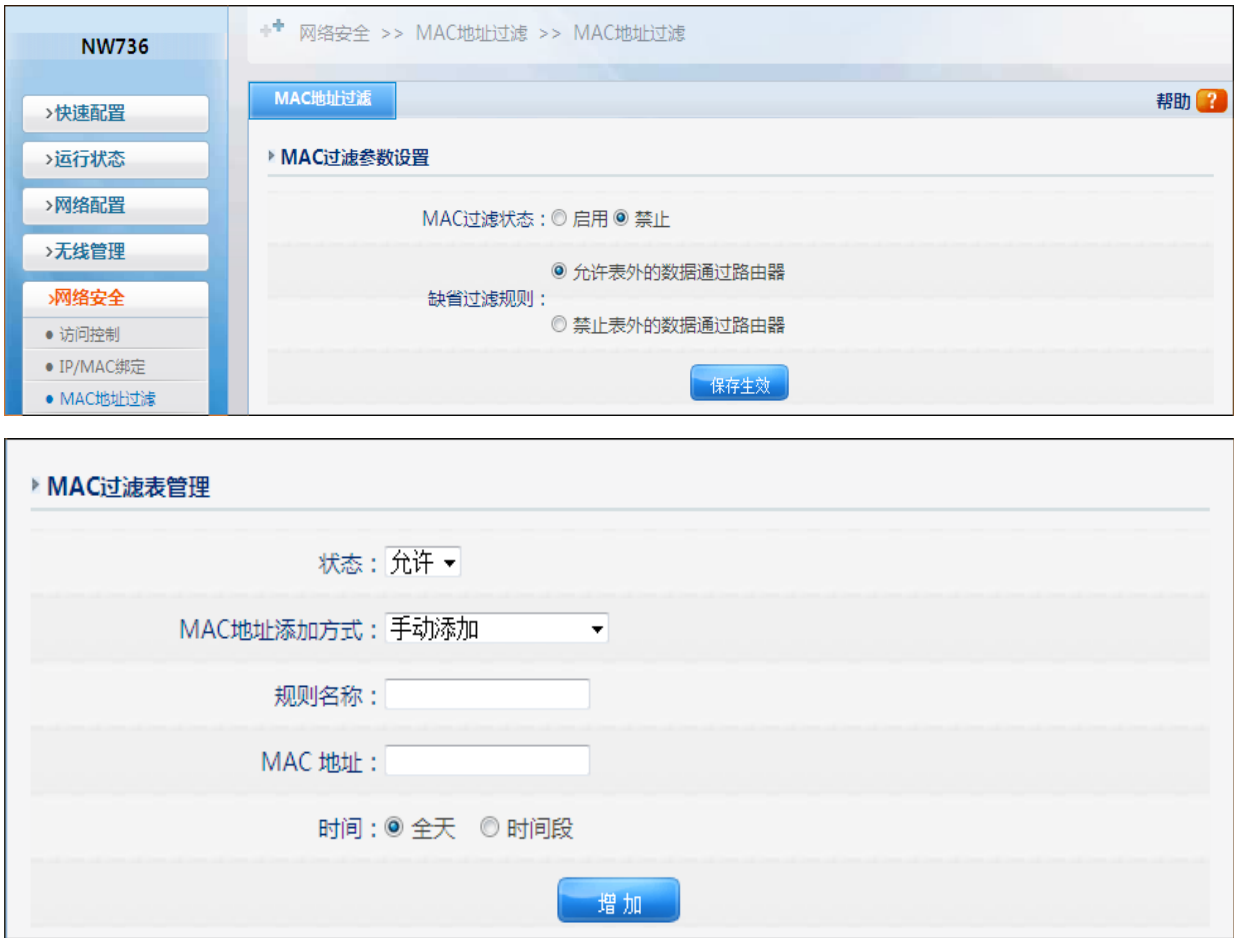 NW736
网络安全 >> MAC地址过滤 >> MAC地址过滤
>快速配置
>运行状态
>网络配置
>无线管理
>网络安全
● 访问控制
● IP/MAC绑定
● MAC地址过滤
MAC地址过滤
帮助 ?
MAC过滤参数设置
MAC过滤状态：启用 禁止
缺省过滤规则：
允许表外的数据通过路由器
禁止表外的数据通过路由器
保存生效
MAC过滤表管理
状态：允许
MAC地址添加方式：手动添加
规则名称：
MAC 地址：
时间：全天 时间段
增 加